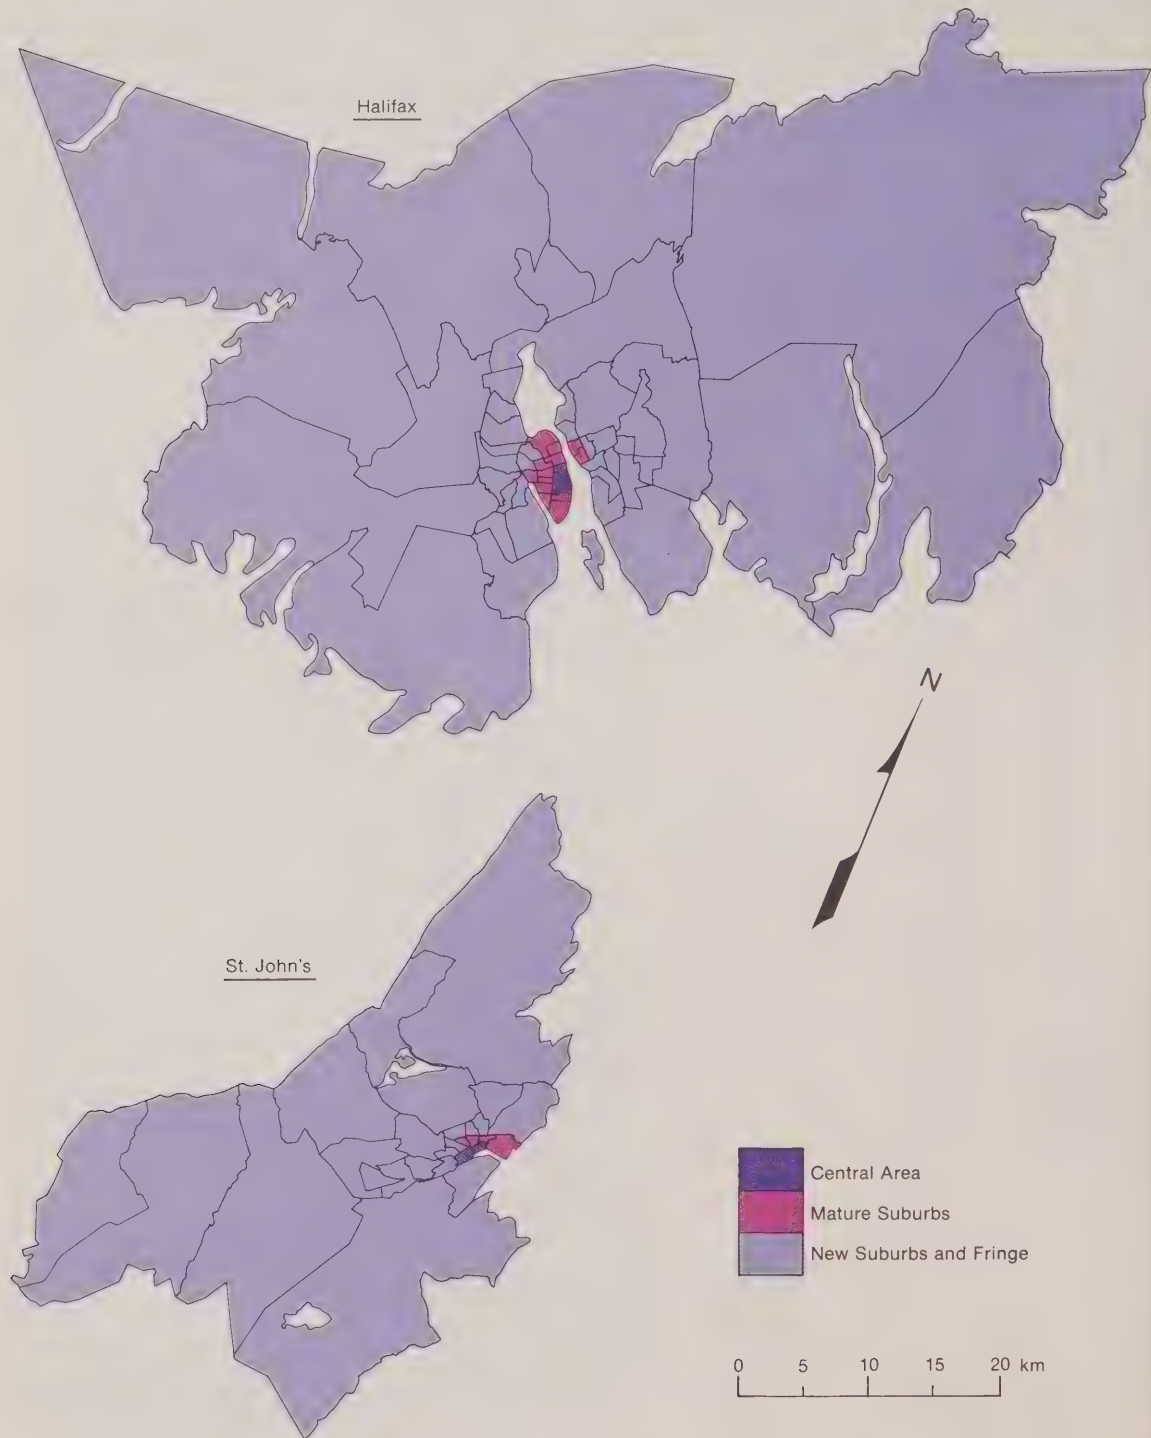 Halifax
N
St. John's
Central Area
Mature Suburbs
New Suburbs and Fringe
0 5 10 15 20 km